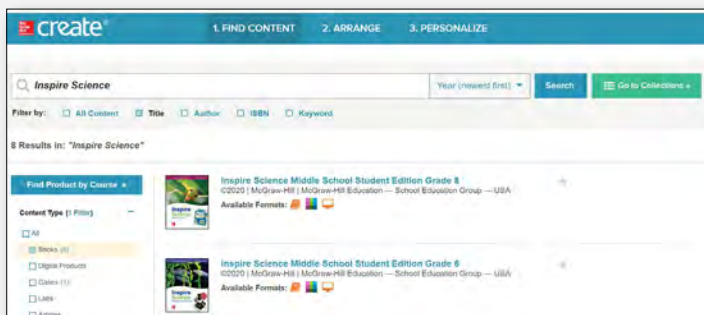 create
1. FIND CONTENT 2. ARRANGE 3. PERSONALIZE
Inspire Science Year (newest first) Search Go to Collections »
Filter by: All Content Title Author ISBN Keyword
8 Results in: "Inspire Science"
Find Product by Course »
Content Type (1 Filter)
All
Books (8)
Digital Products
Cases (1)
Labs
Articles
Inspire Science Middle School Student Edition Grade 8
©2020 | McGraw-Hill | McGraw-Hill Education — School Education Group — USA
Available Formats:
Inspire Science Middle School Student Edition Grade 6
©2020 | McGraw-Hill | McGraw-Hill Education — School Education Group — USA
Available Formats: